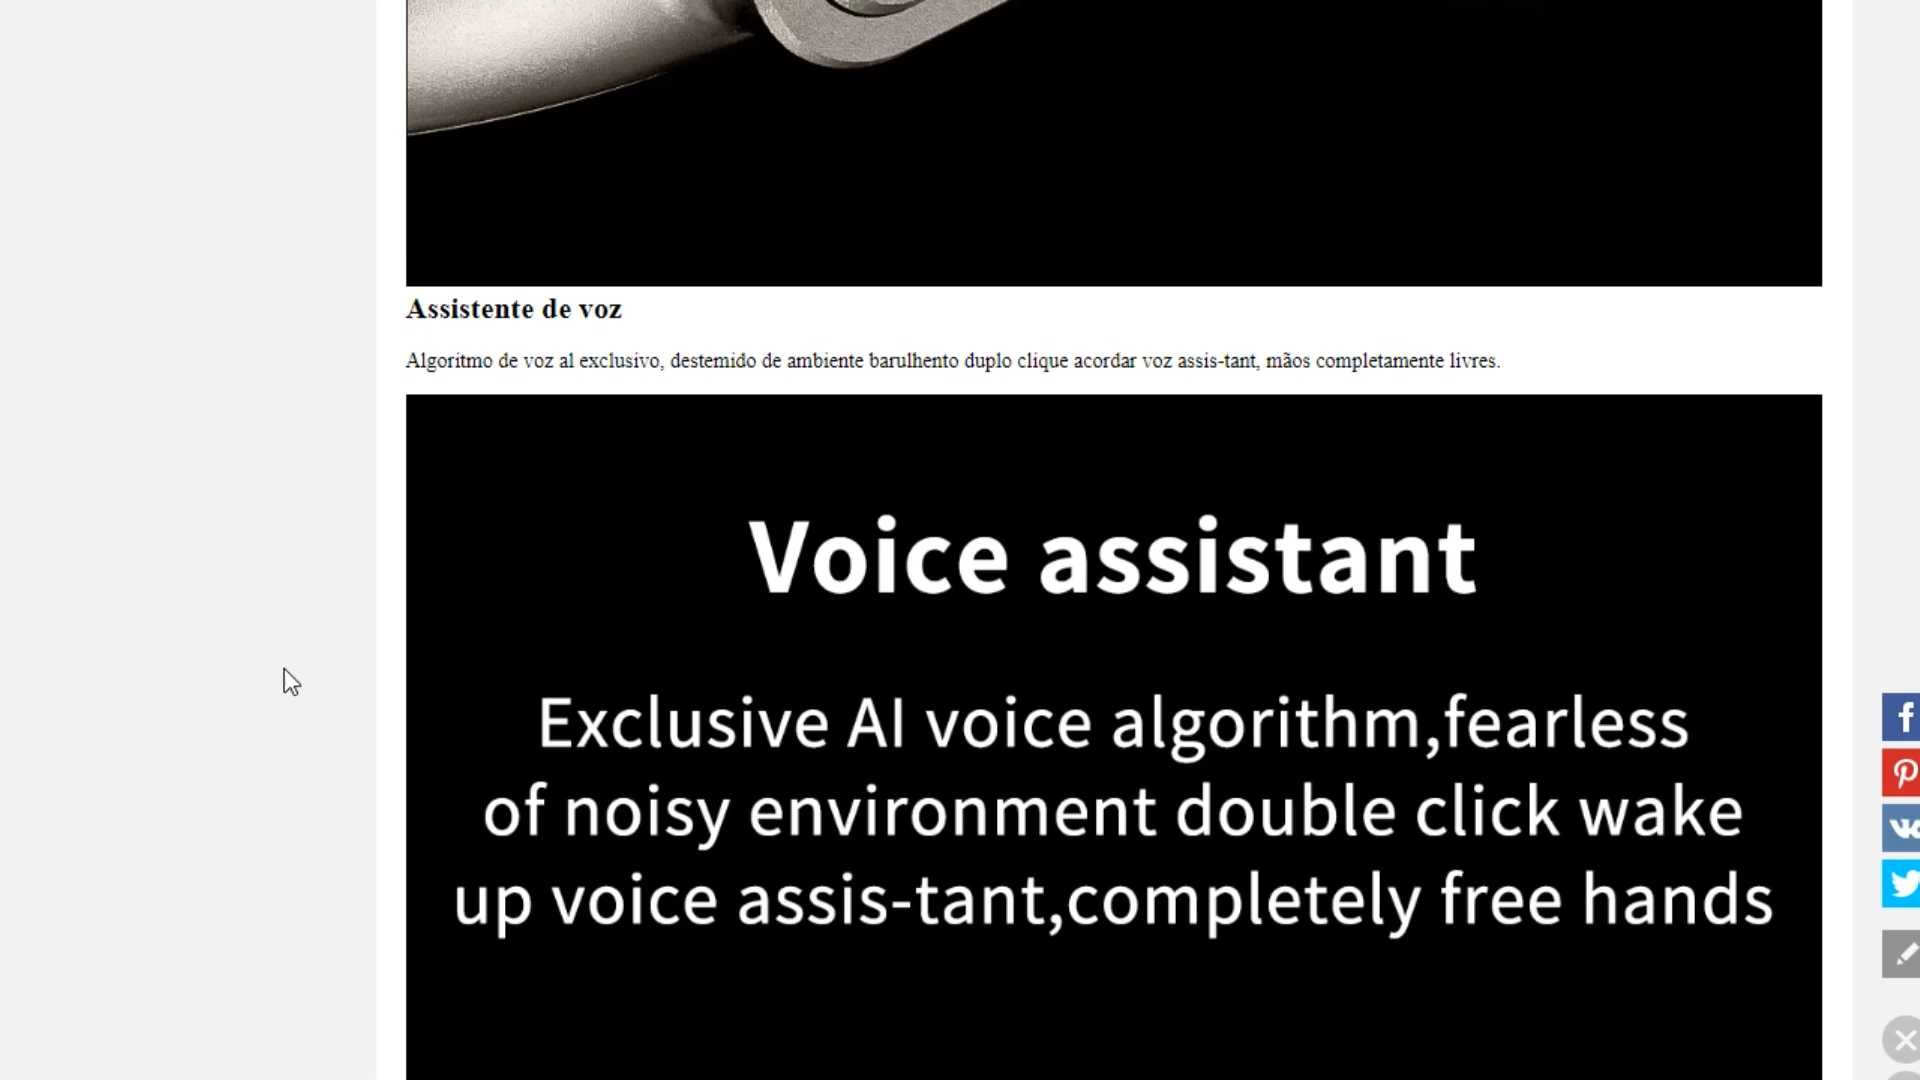 Assistente de voz
Algoritmo de voz al exclusivo, destemido de ambiente barulhento duplo clique acordar voz assis-tant, mãos completamente livres.
Voice assistant
Exclusive AI voice algorithm,fearless
of noisy environment double click wake
up voice assis-tant,completely free hands